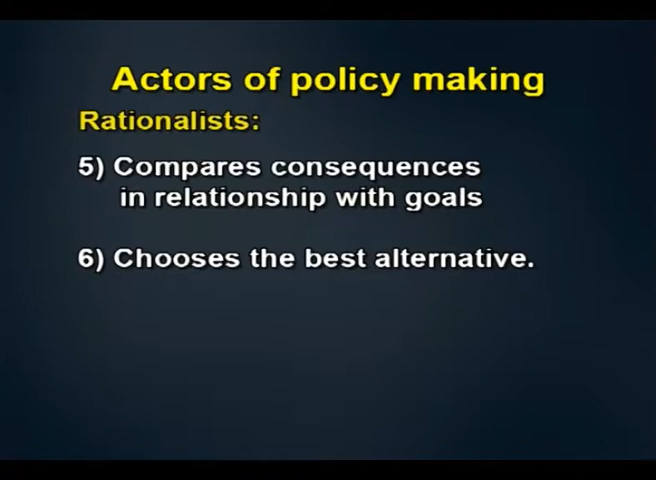 Actors of policy making
Rationalists:
5) Compares consequences
in relationship with goals
6) Chooses the best alternative.